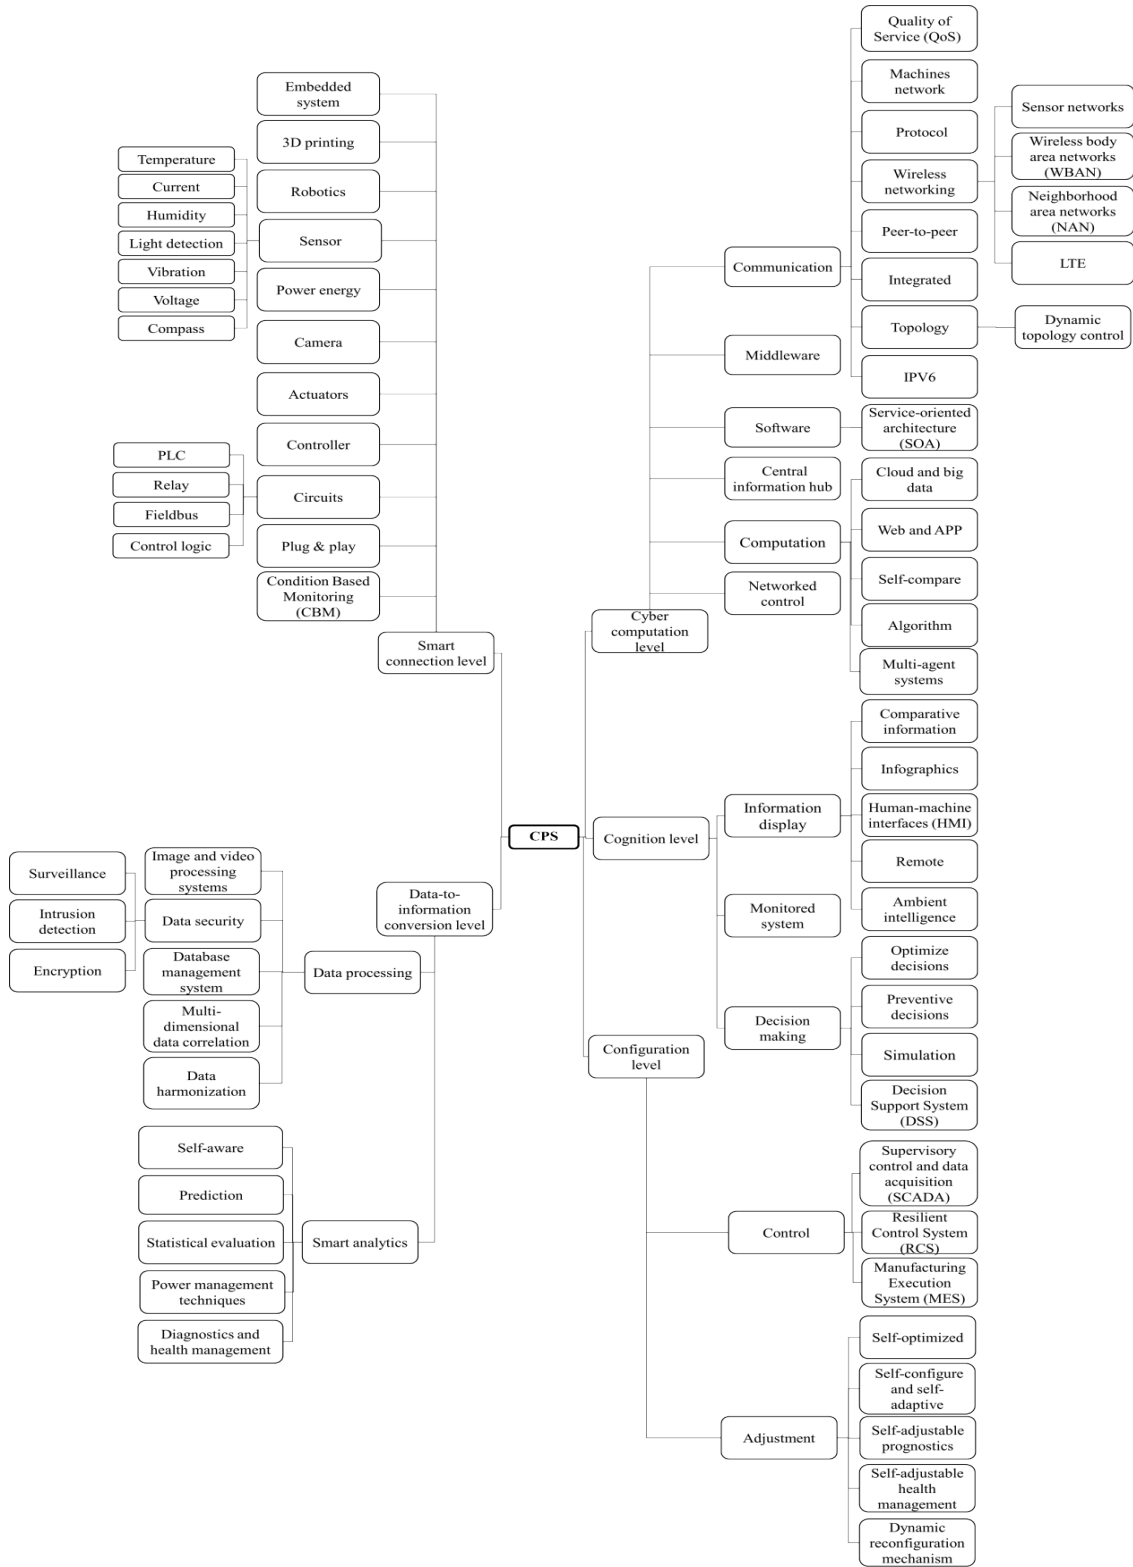 CPS
Smart
connection level
Embedded
system
3D printing
Robotics
Sensor
Temperature
Current
Humidity
Light detection
Vibration
Voltage
Compass
Power energy
Camera
Actuators
Controller
Circuits
PLC
Relay
Fieldbus
Control logic
Plug & play
Condition Based
Monitoring
(CBM)
Data-to-
information
conversion level
Data processing
Image and video
processing
systems
Data security
Surveillance
Intrusion
detection
Encryption
Database
management
system
Multi-
dimensional
data correlation
Data
harmonization
Smart analytics
Self-aware
Prediction
Statistical evaluation
Power management
techniques
Diagnostics and
health management
Cyber
computation
level
Communication
Quality of
Service (QoS)
Machines
network
Protocol
Wireless
networking
Sensor networks
Wireless body
area networks
(WBAN)
Neighborhood
area networks
(NAN)
LTE
Peer-to-peer
Integrated
Topology
Dynamic
topology control
IPV6
Middleware
Software
Service-oriented
architecture
(SOA)
Central
information hub
Computation
Cloud and big
data
Web and APP
Self-compare
Algorithm
Multi-agent
systems
Networked
control
Cognition level
Information
display
Comparative
information
Infographics
Human-machine
interfaces (HMI)
Remote
Ambient
intelligence
Monitored
system
Decision
making
Optimize
decisions
Preventive
decisions
Simulation
Decision
Support System
(DSS)
Configuration
level
Control
Supervisory
control and data
acquisition
(SCADA)
Resilient
Control System
(RCS)
Manufacturing
Execution
System (MES)
Adjustment
Self-optimized
Self-configure
and self-
adaptive
Self-adjustable
prognostics
Self-adjustable
health
management
Dynamic
reconfiguration
mechanism